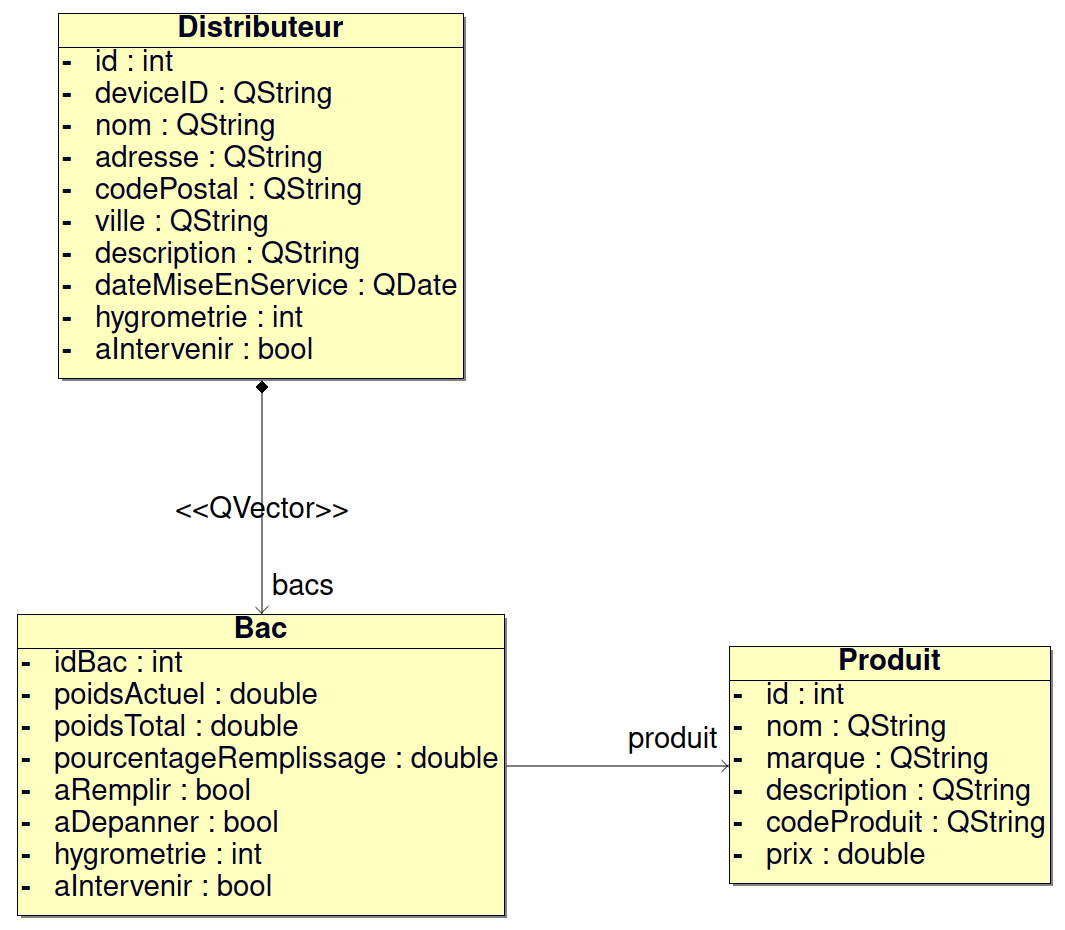 Distributeur
- id : int
- deviceID : QString
- nom : QString
- adresse : QString
- codePostal : QString
- ville : QString
- description : QString
- dateMiseEnService : QDate
- hygrometrie : int
- aIntervenir : bool
<<QVector>>
bacs
Bac
- idBac : int
- poidsActuel : double
- poidsTotal : double
- pourcentageRemplissage : double
- aRemplir : bool
- aDepanner : bool
- hygrometrie : int
- aIntervenir : bool
produit
Produit
- id : int
- nom : QString
- marque : QString
- description : QString
- codeProduit : QString
- prix : double